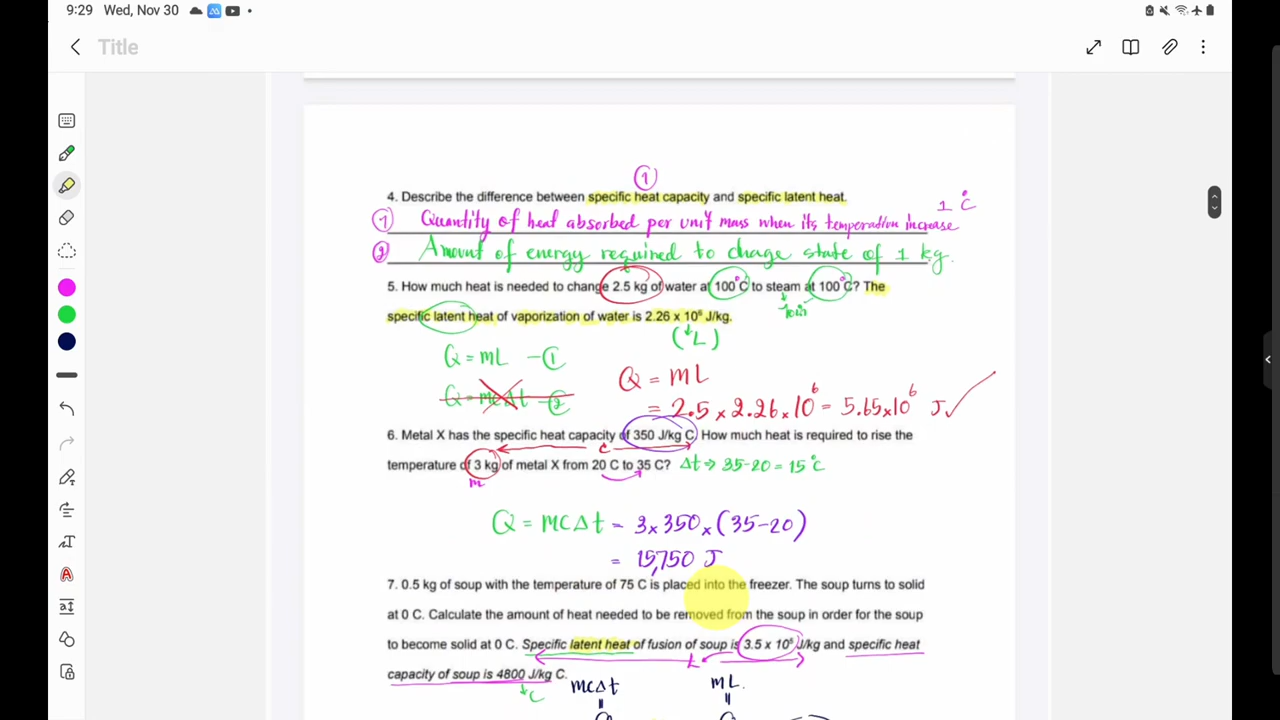 9:29 Wed, Nov 30
Title
①
4. Describe the difference between specific heat capacity and specific latent heat.
1°C
① Quantity of heat absorbed per unit mass when its temperation increase
② Amount of energy required to chage state of 1 kg.
5. How much heat is needed to change 2.5 kg of water at 100°C to steam at 100°C? The
specific latent heat of vaporization of water is 2.26 x 10⁶ J/kg.
(↓L)
Q = mL - ①
Q = mL
Q = mcΔt - ②
= 2.5 x 2.26 x 10⁶ = 5.65x10⁶ J ✓
6. Metal X has the specific heat capacity of 350 J/kg C. How much heat is required to rise the
c
temperature of 3 kg of metal X from 20 C to 35 C? Δt ⇒ 35-20 = 15°C
m
Q = mcΔt = 3 x 350 x (35-20)
= 15,750 J
7. 0.5 kg of soup with the temperature of 75 C is placed into the freezer. The soup turns to solid
at 0 C. Calculate the amount of heat needed to be removed from the soup in order for the soup
to become solid at 0 C. Specific latent heat of fusion of soup is 3.5 x 10⁵ J/kg and specific heat
L
capacity of soup is 4800 J/kg C.
↓C
mcΔt mL.